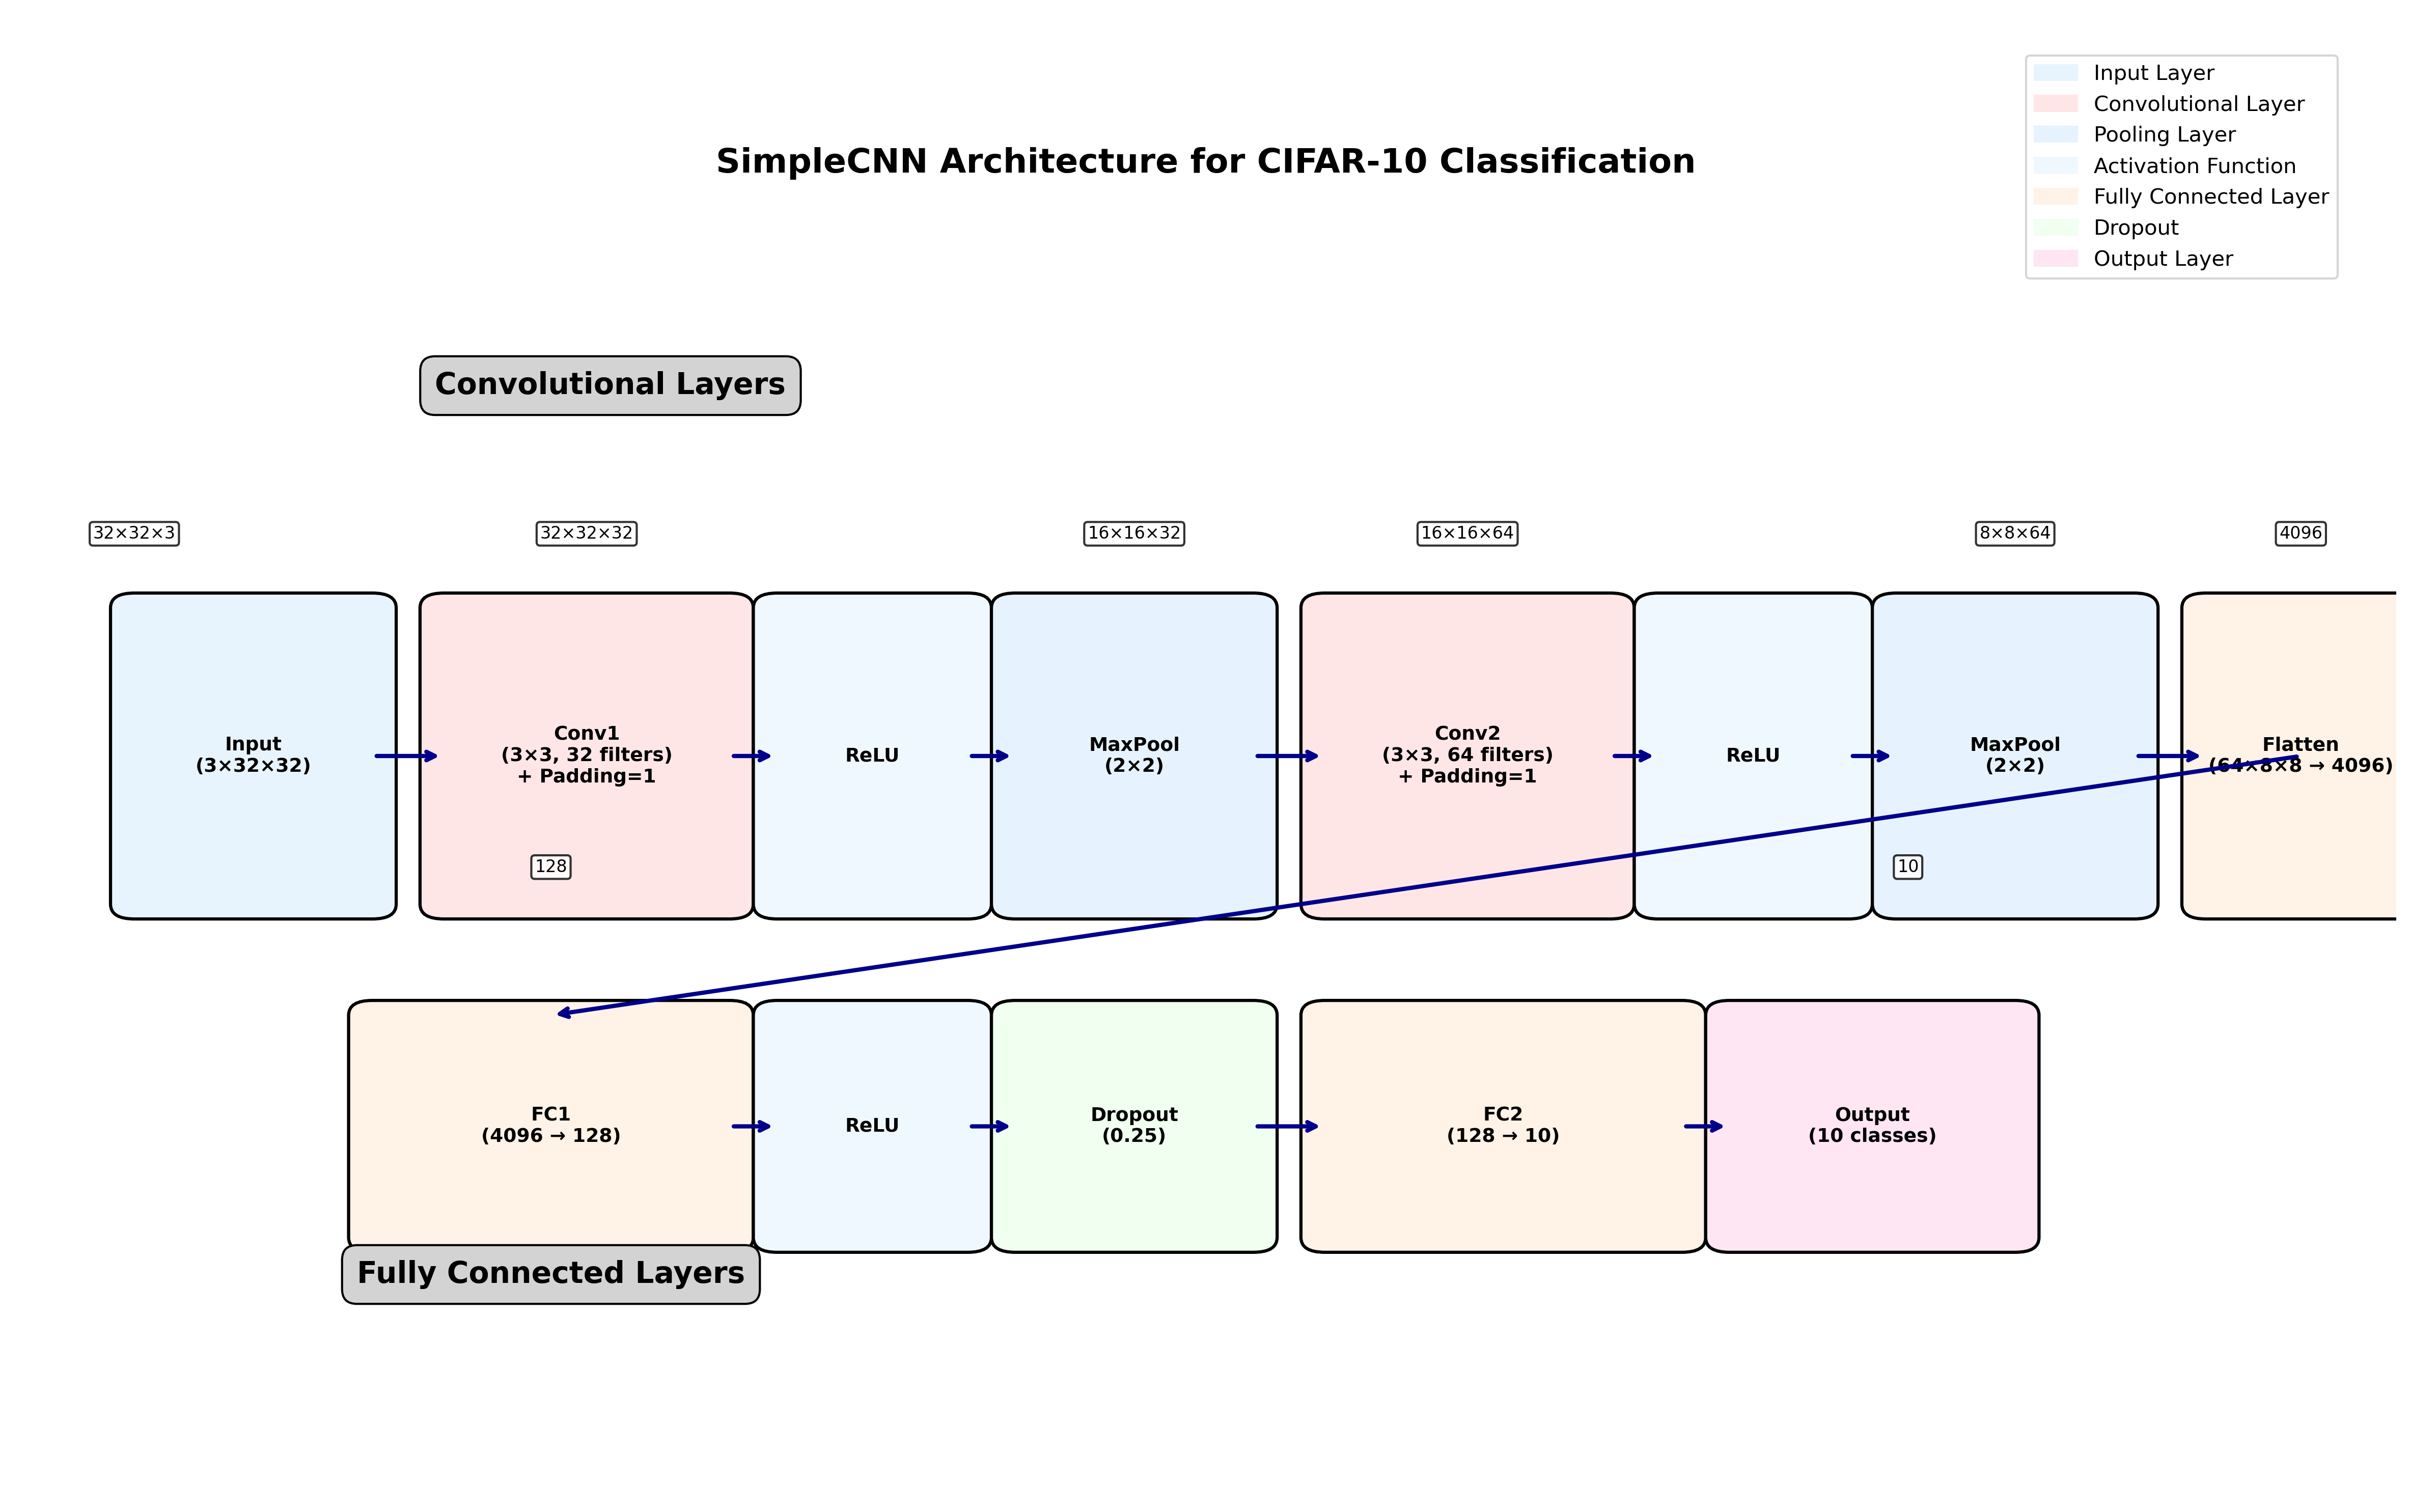 Input Layer
Convolutional Layer
Pooling Layer
Activation Function
Fully Connected Layer
Dropout
Output Layer
SimpleCNN Architecture for CIFAR-10 Classification
Convolutional Layers
32×32×3
32×32×32
16×16×32
16×16×64
8×8×64
4096
Input
(3×32×32)
Conv1
(3×3, 32 filters)
+ Padding=1
ReLU
MaxPool
(2×2)
Conv2
(3×3, 64 filters)
+ Padding=1
ReLU
MaxPool
(2×2)
Flatten
(64×8×8 → 4096)
128
10
FC1
(4096 → 128)
ReLU
Dropout
(0.25)
FC2
(128 → 10)
Output
(10 classes)
Fully Connected Layers